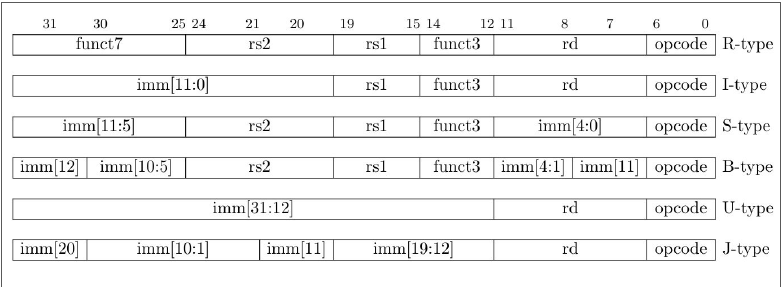 31 30 25 24 21 20 19 15 14 12 11 8 7 6 0
funct7 rs2 rs1 funct3 rd opcode R-type
imm[11:0] rs1 funct3 rd opcode I-type
imm[11:5] rs2 rs1 funct3 imm[4:0] opcode S-type
imm[12] imm[10:5] rs2 rs1 funct3 imm[4:1] imm[11] opcode B-type
imm[31:12] rd opcode U-type
imm[20] imm[10:1] imm[11] imm[19:12] rd opcode J-type